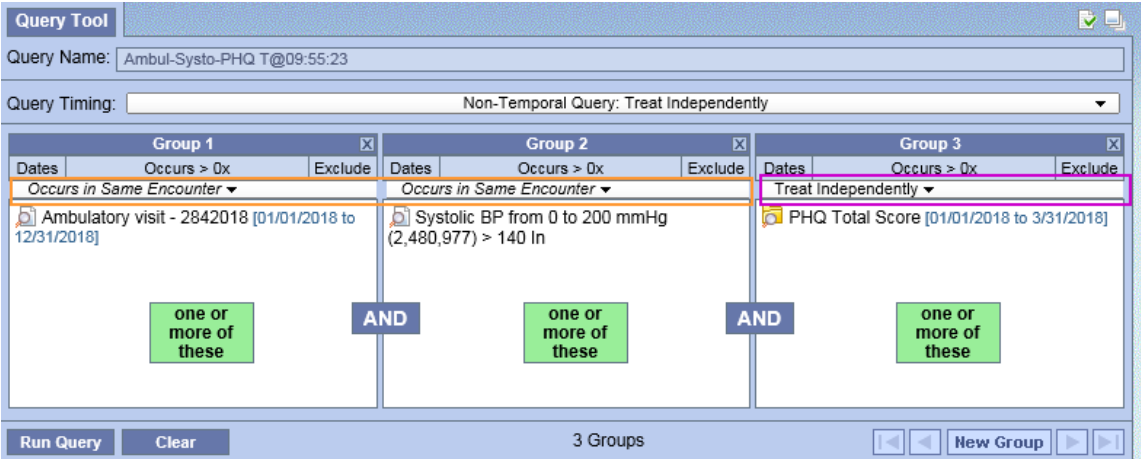 Query Tool
Query Name: Ambul-Systo-PHQ T@09:55:23
Query Timing: Non-Temporal Query: Treat Independently
Group 1 X
Dates Occurs > 0x Exclude
Occurs in Same Encounter
Ambulatory visit - 2842018 [01/01/2018 to
12/31/2018]
one or
more of
these
AND
Group 2 X
Dates Occurs > 0x Exclude
Occurs in Same Encounter
Systolic BP from 0 to 200 mmHg
(2,480,977) > 140 ln
one or
more of
these
AND
Group 3 X
Dates Occurs > 0x Exclude
Treat Independently
PHQ Total Score [01/01/2018 to 3/31/2018]
one or
more of
these
Run Query Clear 3 Groups New Group